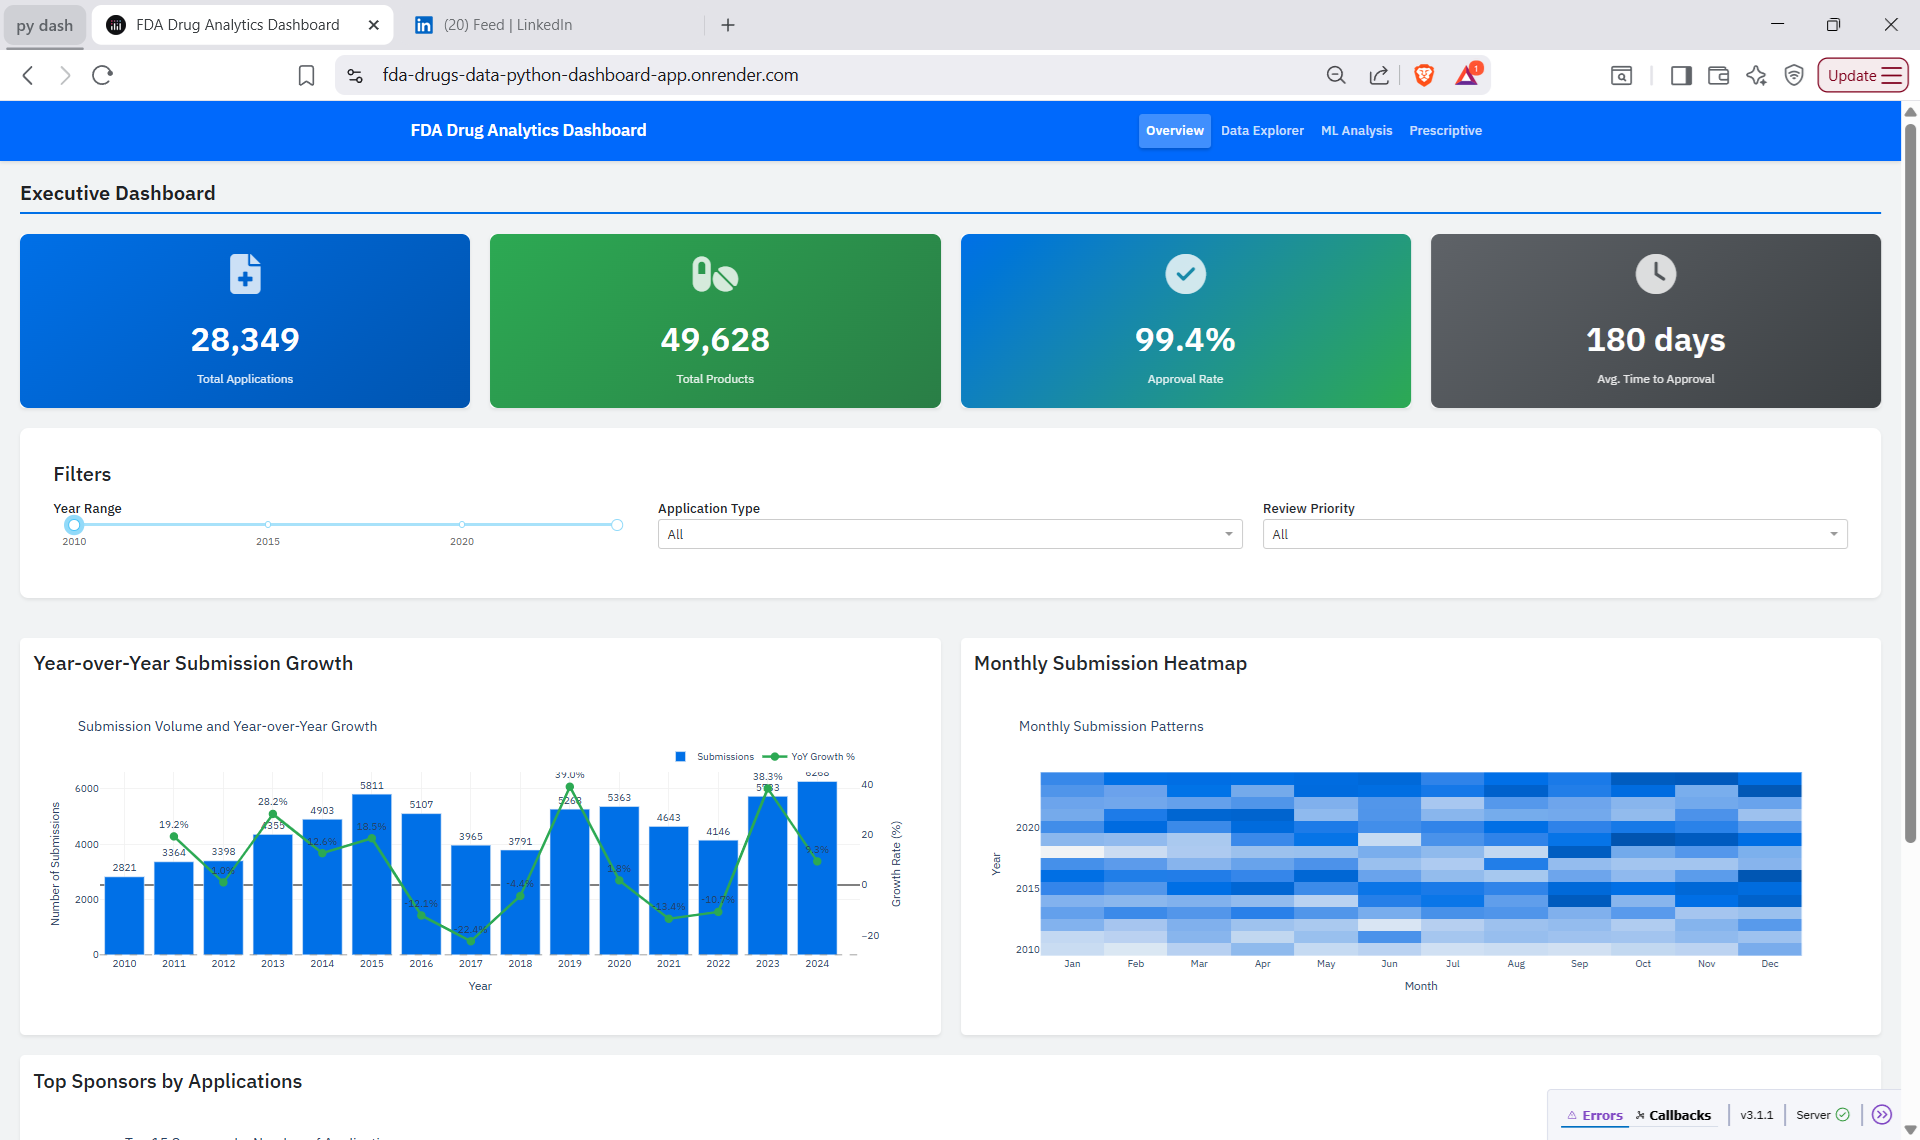 py dash
FDA Drug Analytics Dashboard
(20) Feed | LinkedIn
fda-drugs-data-python-dashboard-app.onrender.com
1
Update
FDA Drug Analytics Dashboard
Overview
Data Explorer
ML Analysis
Prescriptive
Executive Dashboard
28,349
Total Applications
49,628
Total Products
99.4%
Approval Rate
180 days
Avg. Time to Approval
Filters
Year Range
2010
2015
2020
Application Type
All
Review Priority
All
Year-over-Year Submission Growth
Submission Volume and Year-over-Year Growth
Submissions
YoY Growth %
Number of Submissions
6000
4000
2000
0
2821
3364
3398
4355
4903
5811
5107
3965
3791
5363
4643
4146
6268
19.2%
1.0%
28.2%
12.6%
18.5%
-12.1%
-22.4%
-4.4%
39.0%
1.8%
-13.4%
-10.7%
38.3%
9.3%
40
20
0
−20
Growth Rate (%)
2010
2011
2012
2013
2014
2015
2016
2017
2018
2019
2020
2021
2022
2023
2024
Year
Monthly Submission Heatmap
Monthly Submission Patterns
Year
2020
2015
2010
Jan
Feb
Mar
Apr
May
Jun
Jul
Aug
Sep
Oct
Nov
Dec
Month
Top Sponsors by Applications
Errors
Callbacks
v3.1.1
Server